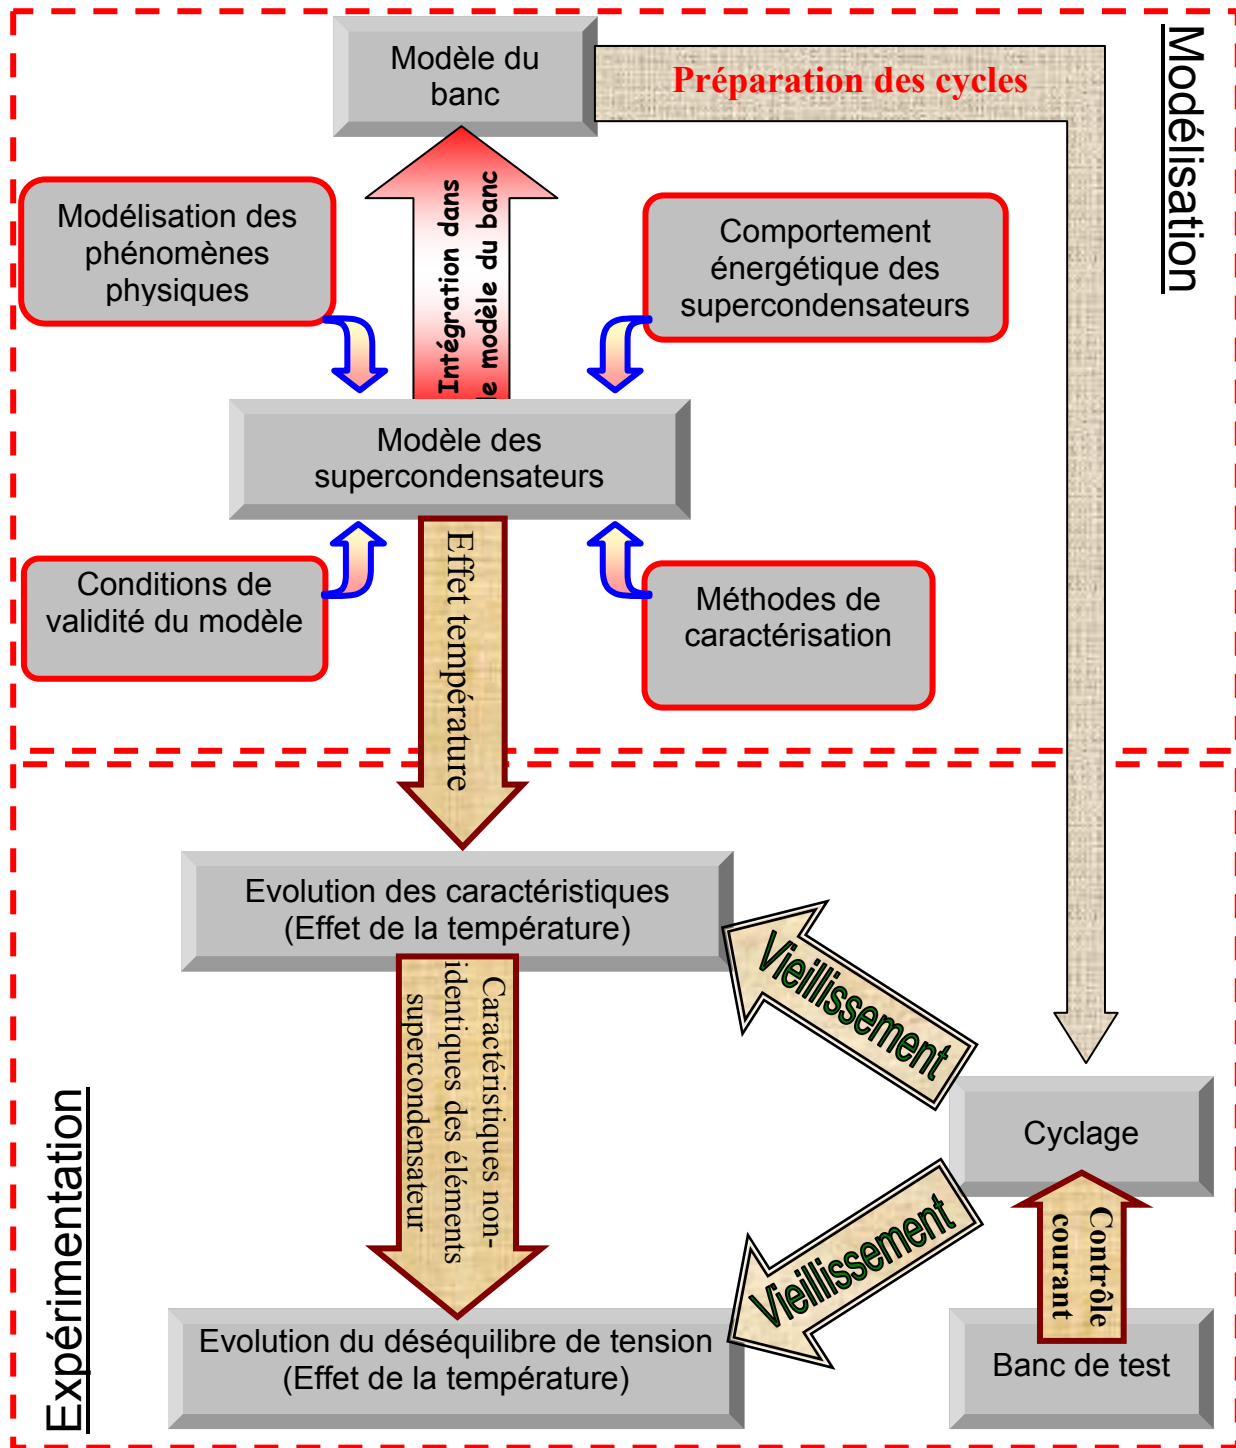 Modèle du
banc
Préparation des cycles
Modélisation
Modélisation des
phénomènes
physiques
Intégration dans
le modèle du banc
Comportement
énergétique des
supercondensateurs
Modèle des
supercondensateurs
Conditions de
validité du modèle
Effet température
Méthodes de
caractérisation
Evolution des caractéristiques
(Effet de la température)
Vieillissement
Caractéristiques non-
identiques des éléments
supercondensateur
Expérimentation
Cyclage
Vieillissement
Contrôle
courant
Evolution du déséquilibre de tension
(Effet de la température)
Banc de test